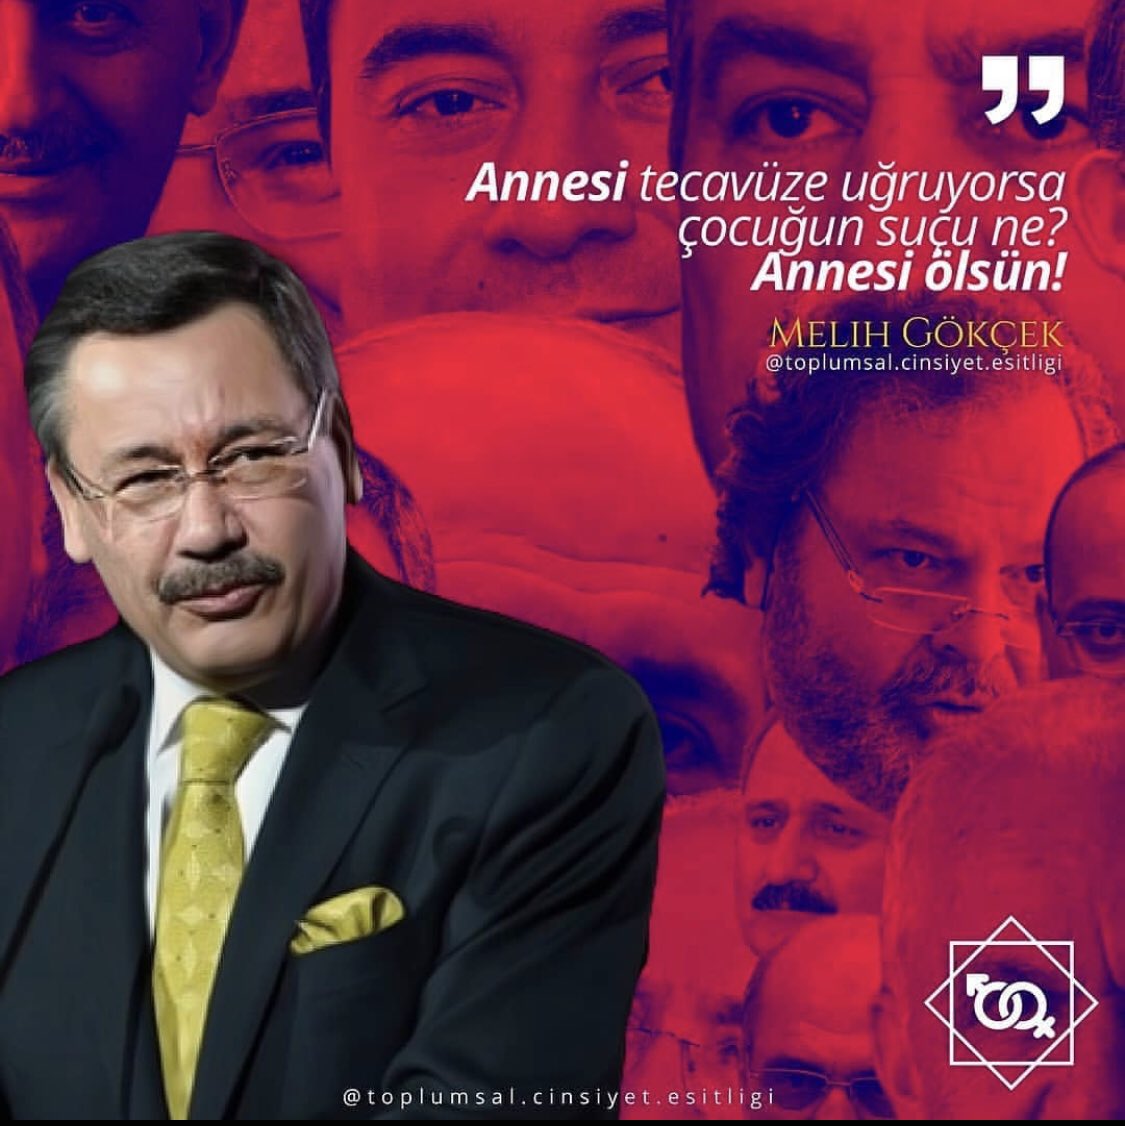 ”
Annesi tecavüze uğruyorsa
çocuğun suçu ne?
Annesi ölsün!
MELIH GÖKÇEK
@toplumsal.cinsiyet.esitligi
@toplumsal.cinsiyet.esitligi